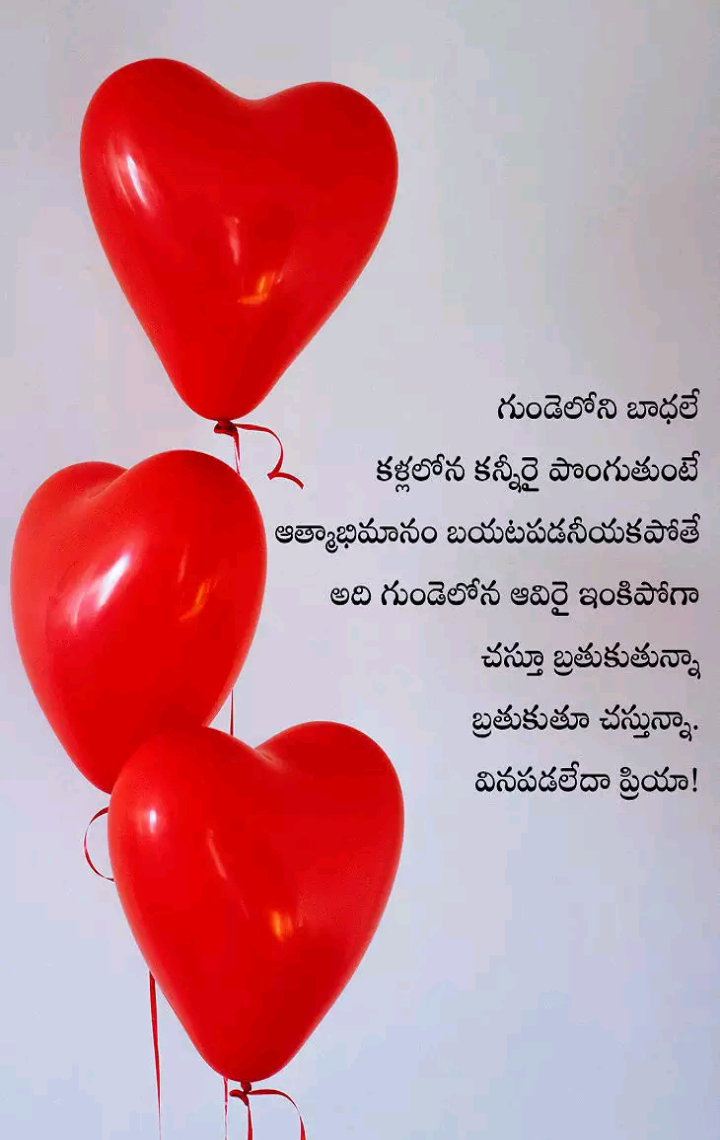 గుండెలోని బాధలే
కళ్లలోన కన్నీరై పొంగుతుంటే
ఆత్మాభిమానం బయటపడనీయకపోతే
అది గుండెలోన ఆవిరై ఇంకిపోగా
చస్తూ బ్రతుకుతున్నా
బ్రతుకుతూ చస్తున్నా.
వినపడలేదా ప్రియా!